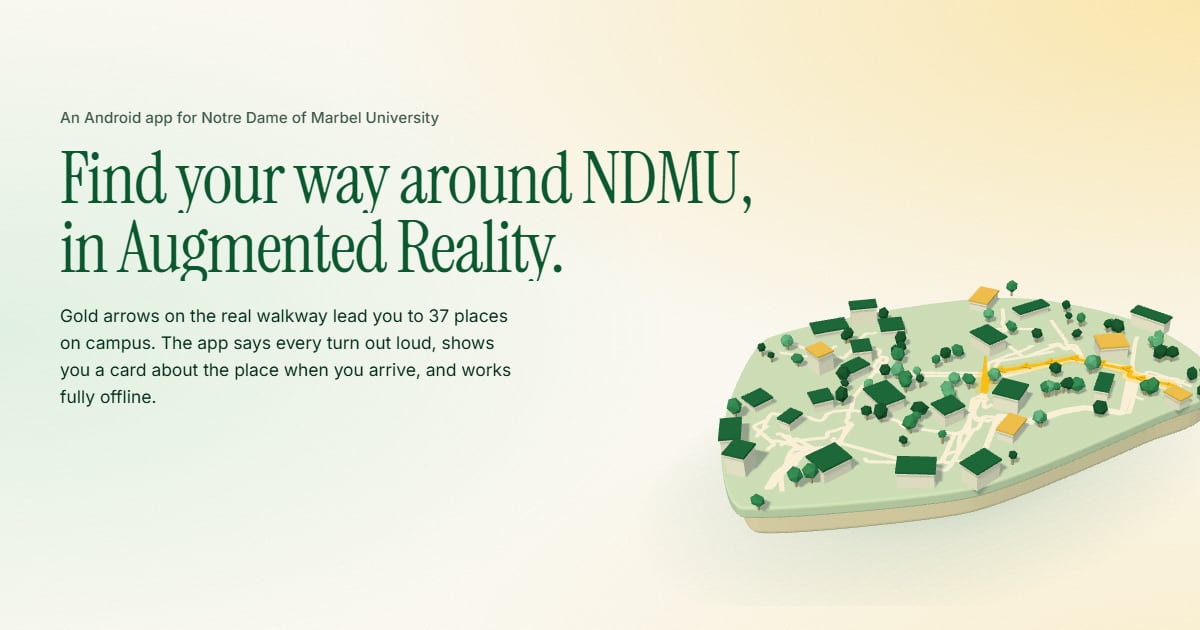 An Android app for Notre Dame of Marbel University
Find your way around NDMU,
in Augmented Reality.
Gold arrows on the real walkway lead you to 37 places
on campus. The app says every turn out loud, shows
you a card about the place when you arrive, and works
fully offline.